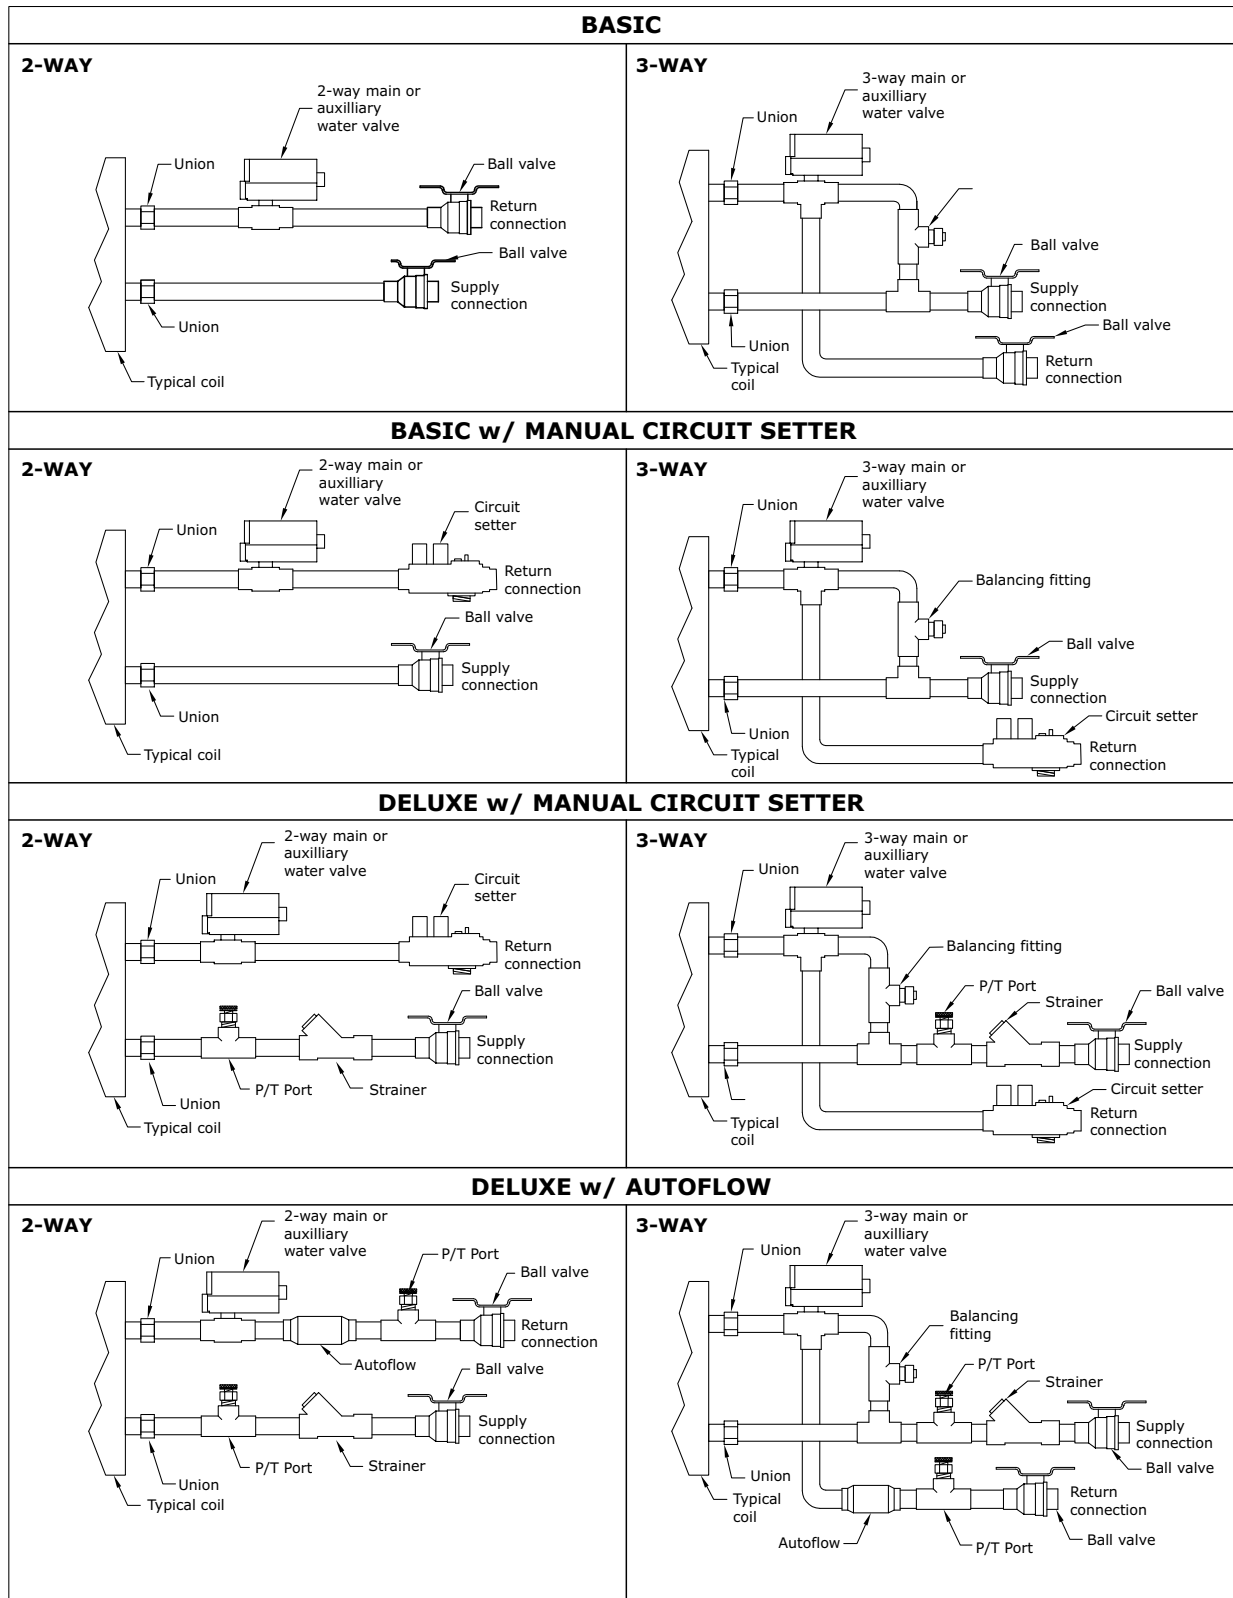 BASIC
2-WAY
2-way main or
auxilliary
water valve
Union
Ball valve
Return
connection
Ball valve
Supply
connection
Union
Typical coil
3-WAY
3-way main or
auxilliary
water valve
Union
Ball valve
Supply
connection
Ball valve
Union
Typical
coil
Return
connection
BASIC w/ MANUAL CIRCUIT SETTER
2-WAY
2-way main or
auxilliary
water valve
Circuit
setter
Union
Return
connection
Ball valve
Supply
connection
Union
Typical coil
3-WAY
3-way main or
auxilliary
water valve
Union
Balancing fitting
Ball valve
Supply
connection
Circuit setter
Union
Typical
coil
Return
connection
DELUXE w/ MANUAL CIRCUIT SETTER
2-WAY
2-way main or
auxilliary
water valve
Union
Circuit
setter
Return
connection
Ball valve
Supply
connection
P/T Port
Strainer
Union
Typical coil
3-WAY
3-way main or
auxilliary
water valve
Union
Balancing fitting
P/T Port
Strainer
Ball valve
Supply
connection
Circuit setter
Return
connection
Typical
coil
DELUXE w/ AUTOFLOW
2-WAY
2-way main or
auxilliary
water valve
Union
P/T Port
Ball valve
Return
connection
Autoflow
Ball valve
Supply
connection
P/T Port
Strainer
Union
Typical coil
3-WAY
3-way main or
auxilliary
water valve
Union
Balancing
fitting
P/T Port
Strainer
Supply
connection
Ball valve
Union
Typical
coil
Return
connection
Autoflow
P/T Port
Ball valve